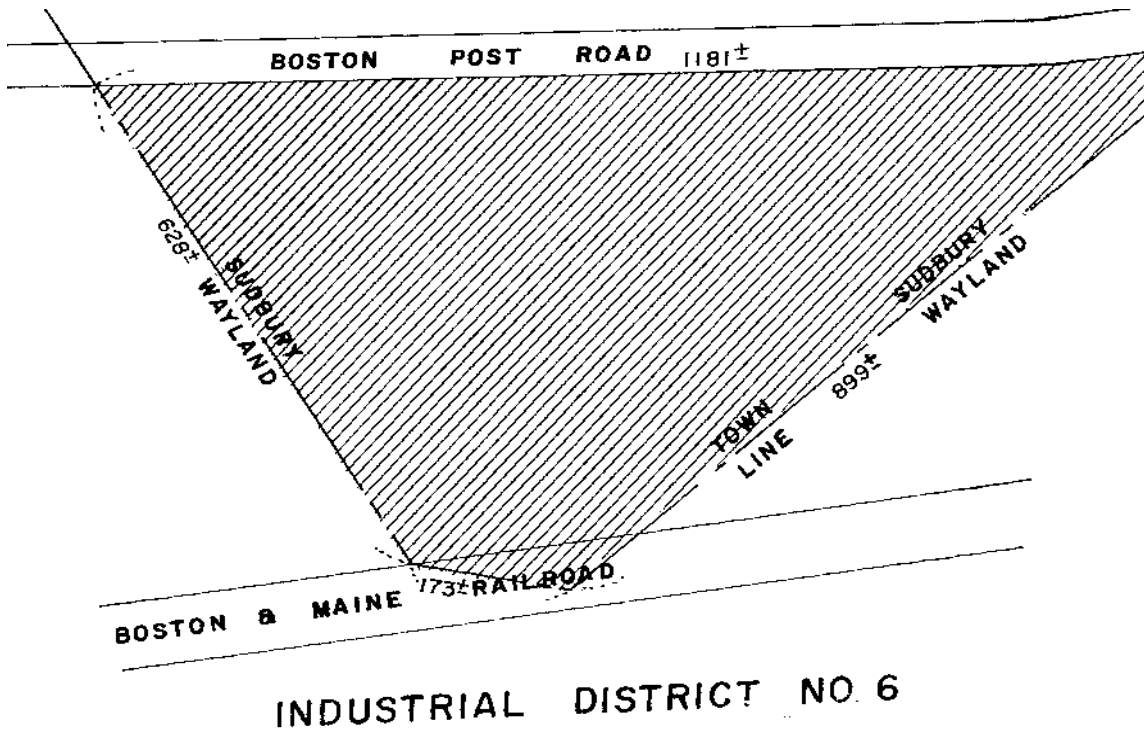 BOSTON POST ROAD 1181±
628± WAYLAND
SUDBURY
SUDBURY
WAYLAND
899±
TOWN
LINE
173± RAILROAD
BOSTON & MAINE
INDUSTRIAL DISTRICT NO. 6